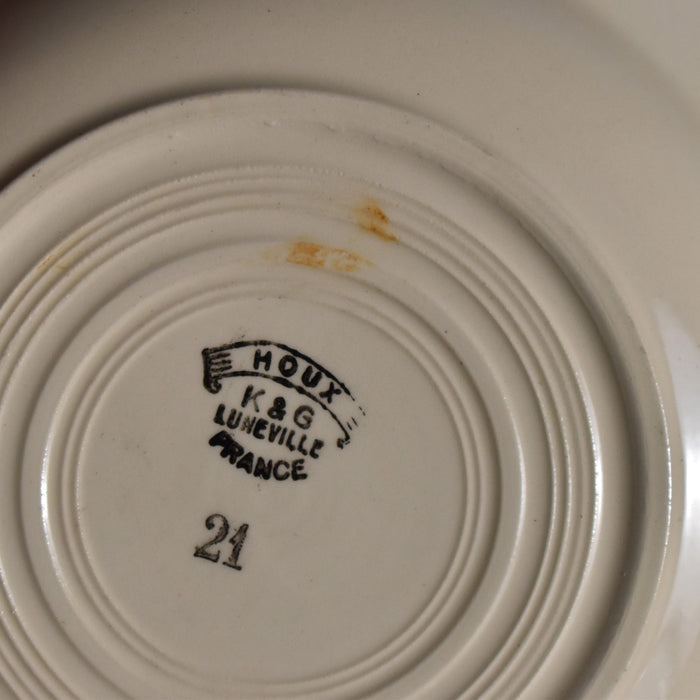 HOUX
K & G
LUNEVILLE
FRANCE
21